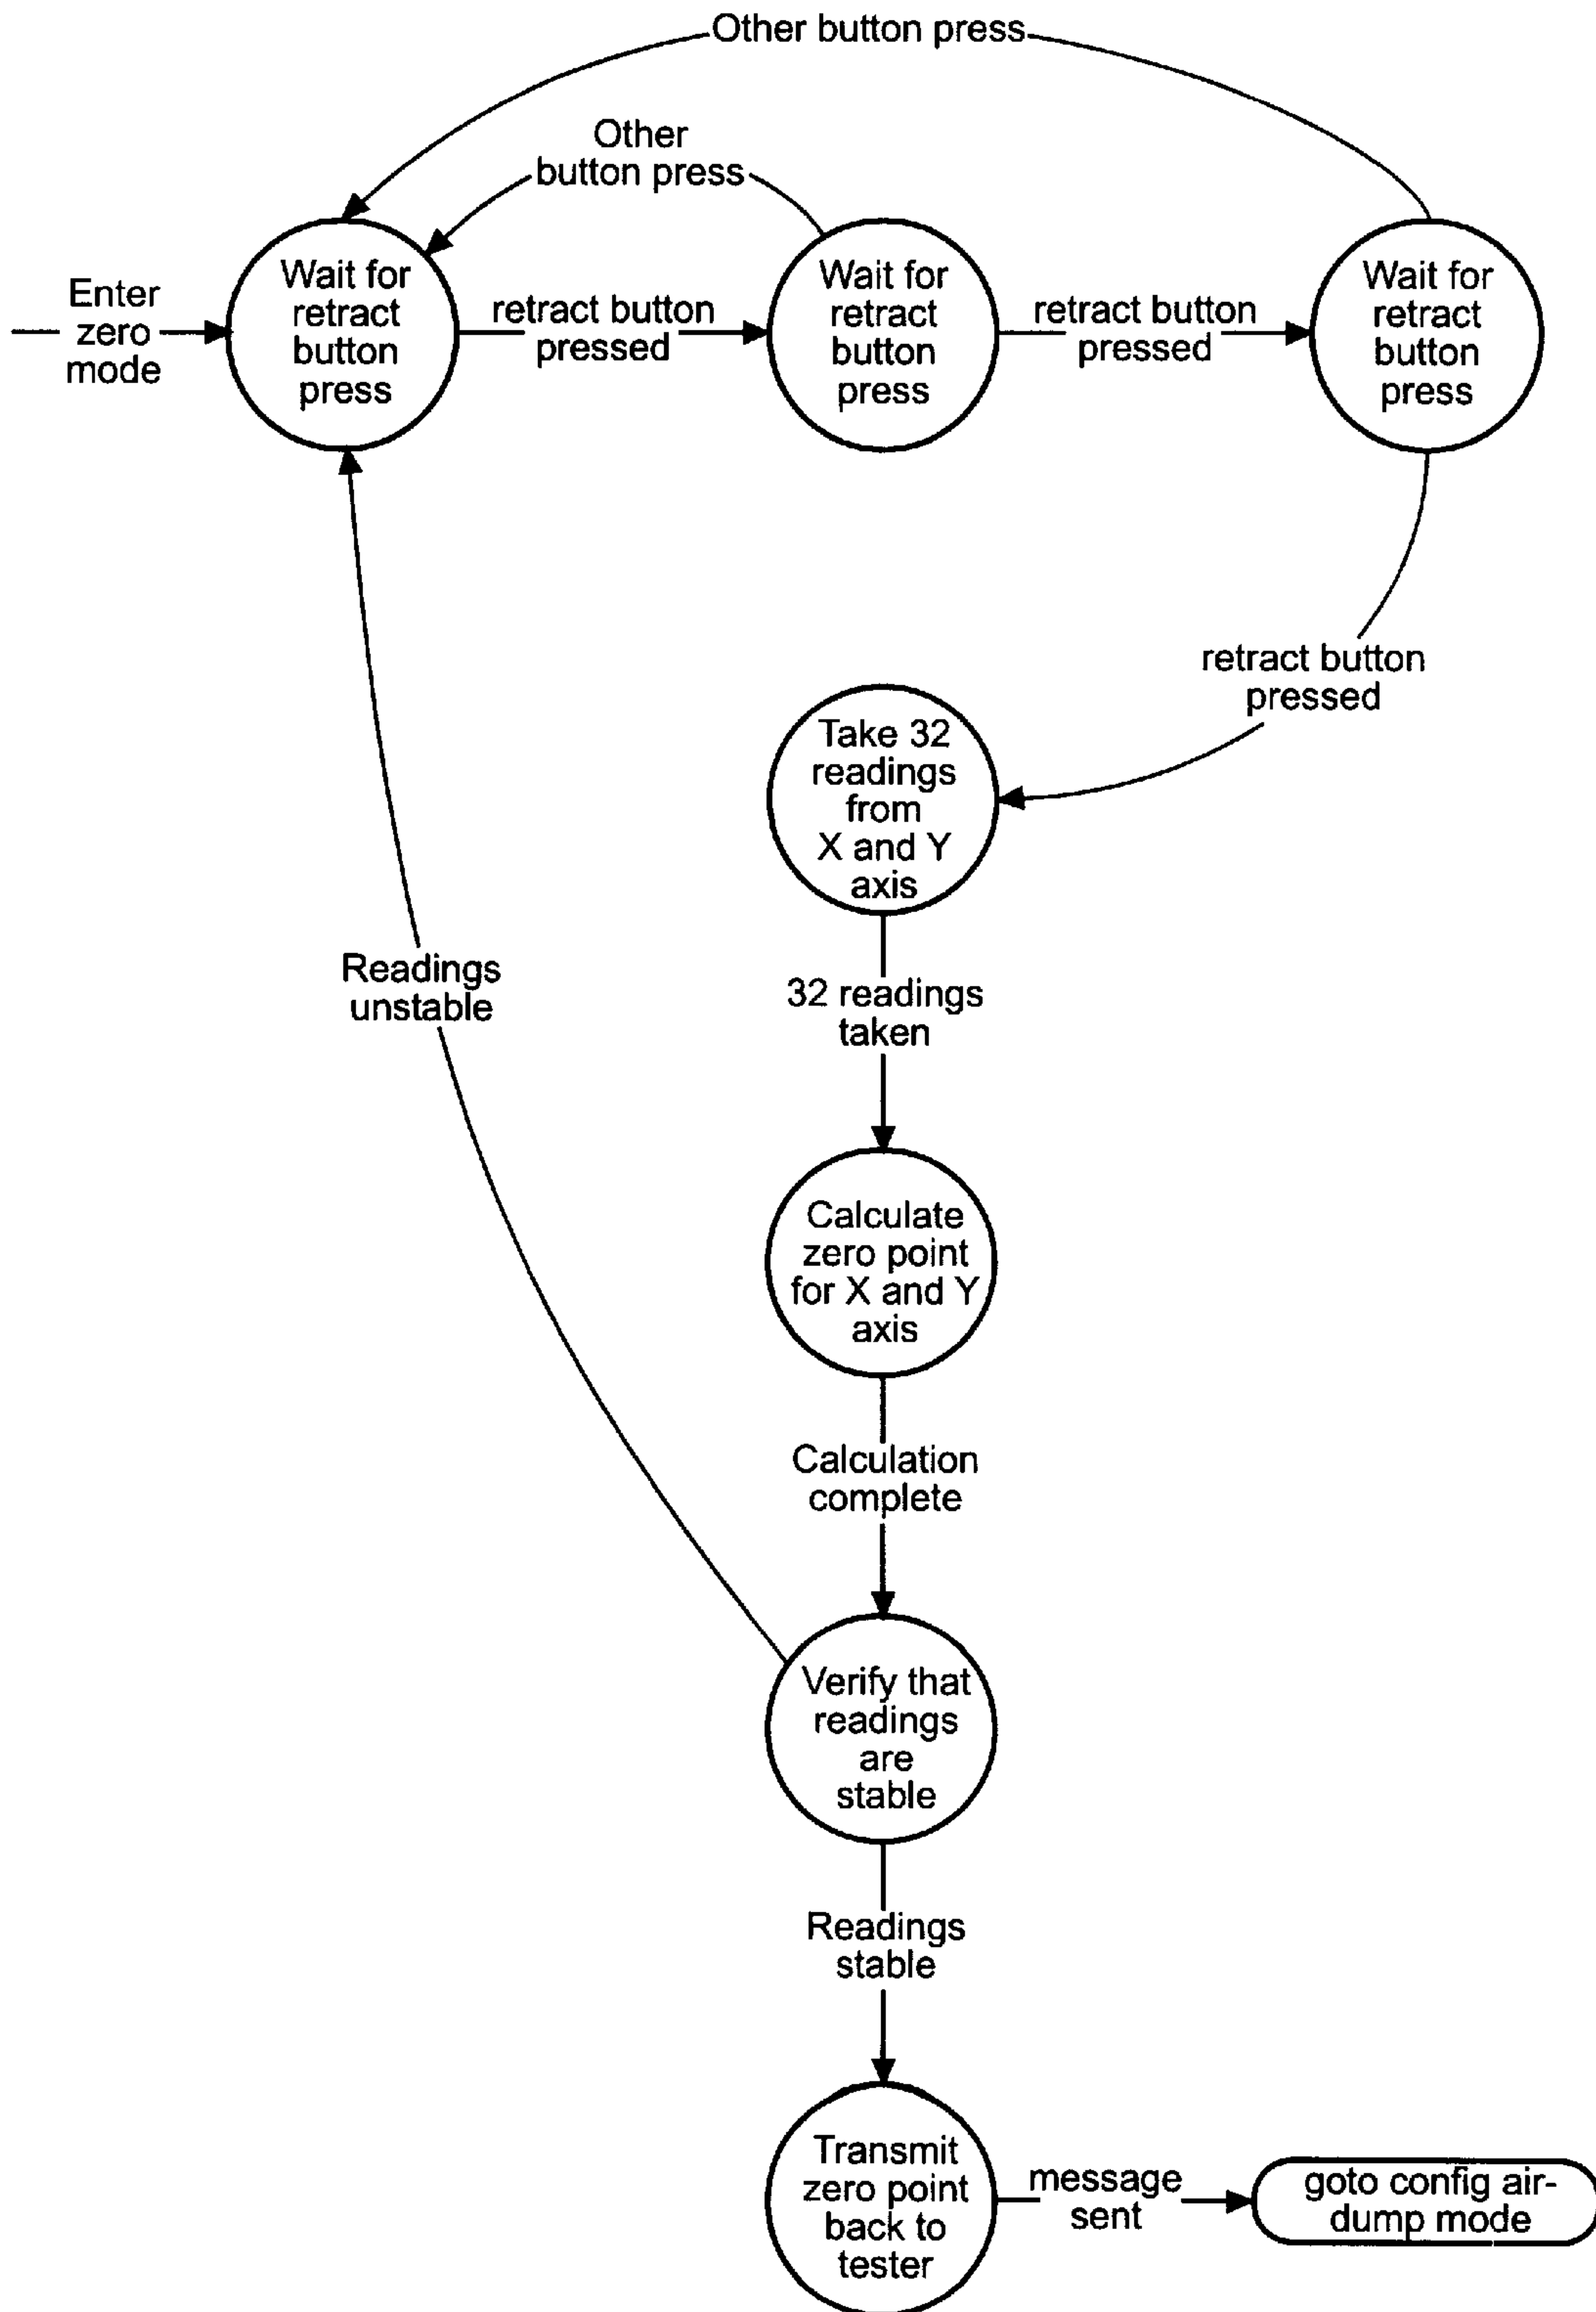 Other button press
Other
button press
Enter
zero
mode
Wait for
retract
button
press
retract button
pressed
Wait for
retract
button
press
retract button
pressed
Wait for
retract
button
press
retract button
pressed
Take 32
readings
from
X and Y
axis
Readings
unstable
32 readings
taken
Calculate
zero point
for X and Y
axis
Calculation
complete
Verify that
readings
are
stable
Readings
stable
Transmit
zero point
back to
tester
message
sent
goto config air-
dump mode